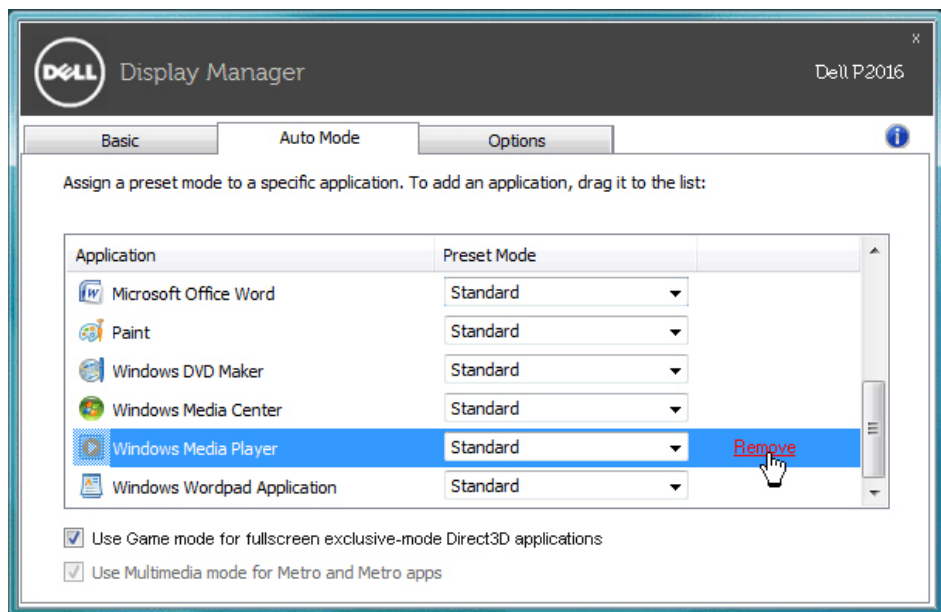 x
DELL Display Manager
Dell P2016
Basic Auto Mode Options
Assign a preset mode to a specific application. To add an application, drag it to the list:
Application Preset Mode
Microsoft Office Word Standard
Paint Standard
Windows DVD Maker Standard
Windows Media Center Standard
Windows Media Player Standard Remove
Windows Wordpad Application Standard
Use Game mode for fullscreen exclusive-mode Direct3D applications
Use Multimedia mode for Metro and Metro apps